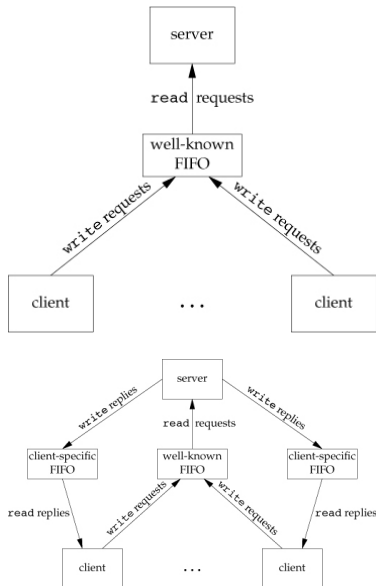 server
read requests
well-known
FIFO
write requests
write requests
client
...
client
server
write replies
write replies
read requests
client-specific
FIFO
well-known
FIFO
client-specific
FIFO
read replies
write requests
write requests
read replies
client
...
client